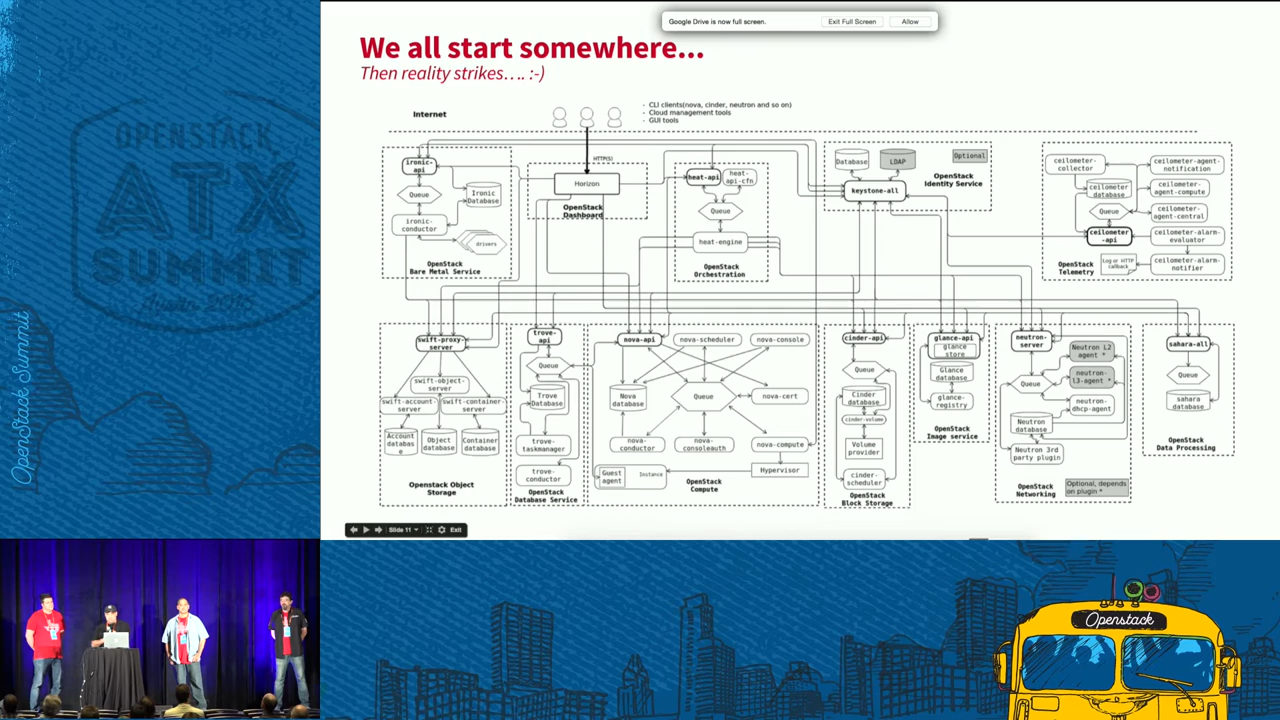 Google Drive is now full screen.
Exit Full Screen
Allow
We all start somewhere...
Then reality strikes.... :-)
Internet
- CLI clients(nova, cinder, neutron and so on)
- Cloud management tools
- GUI tools
HTTP(S)
ironic-
api
Queue
Ironic
Database
ironic-
conductor
drivers
OpenStack
Bare Metal Service
Horizon
OpenStack
Dashboard
heat-api
heat-
api-cfn
Queue
heat-engine
OpenStack
Orchestration
Database
LDAP
Optional
keystone-all
OpenStack
Identity Service
ceilometer-
collector
ceilometer-agent-
notification
ceilometer
database
ceilometer-
agent-compute
Queue
ceilometer-
agent-central
ceilometer
-api
ceilometer-alarm-
evaluator
Log or HTTP
callback
ceilometer-alarm-
notifier
OpenStack
Telemetry
swift-proxy-
server
swift-object-
server
swift-account-
server
swift-container-
server
Account
databas
e
Object
database
Container
database
Openstack Object
Storage
trove-
api
Queue
Trove
Database
trove-
taskmanager
trove-
conductor
OpenStack
Database Service
nova-api
nova-scheduler
nova-console
Nova
database
Queue
nova-cert
nova-
conductor
nova-
consoleauth
nova-compute
Guest
agent
Instance
Hypervisor
OpenStack
Compute
cinder-api
Queue
Cinder
database
cinder-volume
Volume
provider
cinder-
scheduler
OpenStack
Block Storage
glance-api
glance
store
Glance
database
glance-
registry
OpenStack
Image service
neutron-
server
Neutron L2
agent *
Queue
neutron-
l3-agent *
neutron-
dhcp-agent
Neutron
database
Neutron 3rd
party plugin
OpenStack
Networking
Optional, depends
on plugin *
sahara-all
Queue
sahara
database
OpenStack
Data Processing
Slide 11
Exit
OpenStack Summit
Openstack